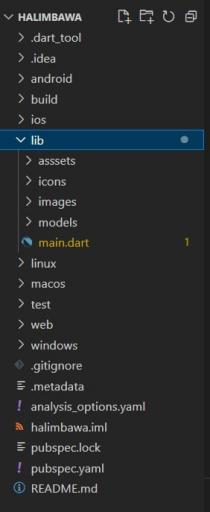 HALIMBAWA
.dart_tool
.idea
android
build
ios
lib
asssets
icons
images
models
main.dart 1
linux
macos
test
web
windows
.gitignore
.metadata
analysis_options.yaml
halimbawa.iml
pubspec.lock
pubspec.yaml
README.md